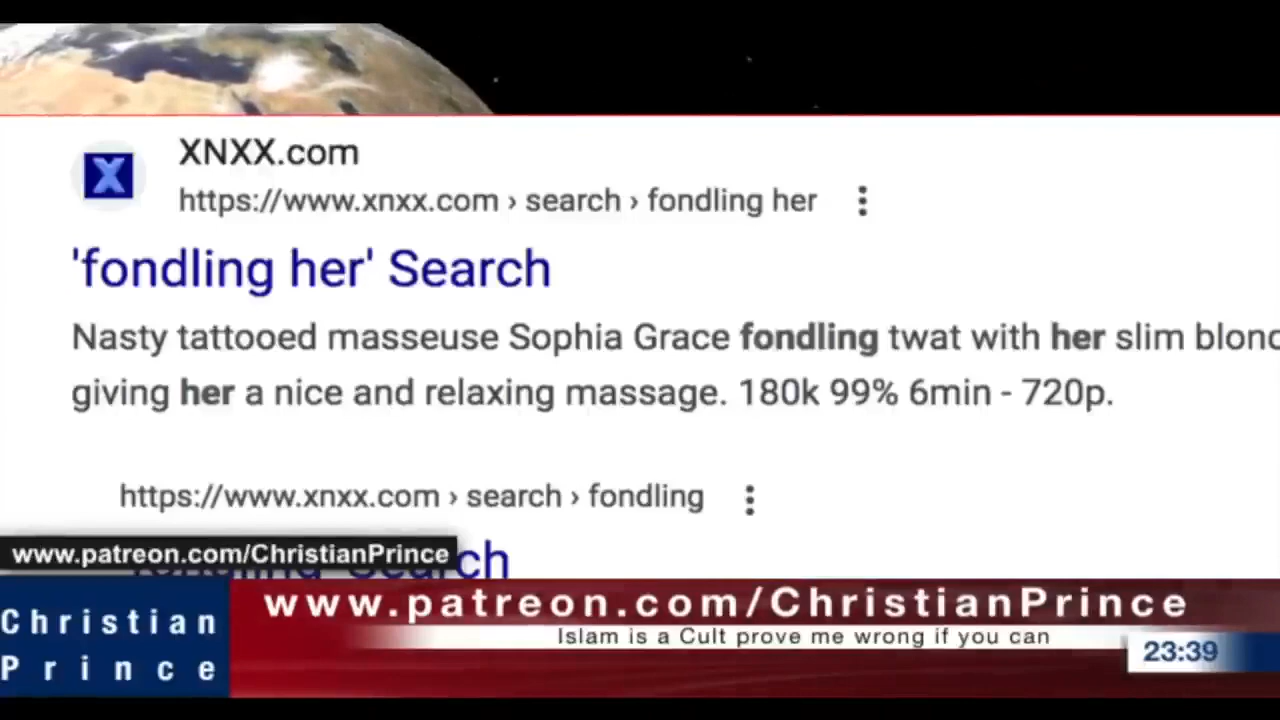 XNXX.com
https://www.xnxx.com › search › fondling her
'fondling her' Search
Nasty tattooed masseuse Sophia Grace fondling twat with her slim blond
giving her a nice and relaxing massage. 180k 99% 6min - 720p.
https://www.xnxx.com › search › fondling
www.patreon.com/ChristianPrince
'fondling' Search
www.patreon.com/ChristianPrince
Christian
Prince
Islam is a Cult prove me wrong if you can
23:39